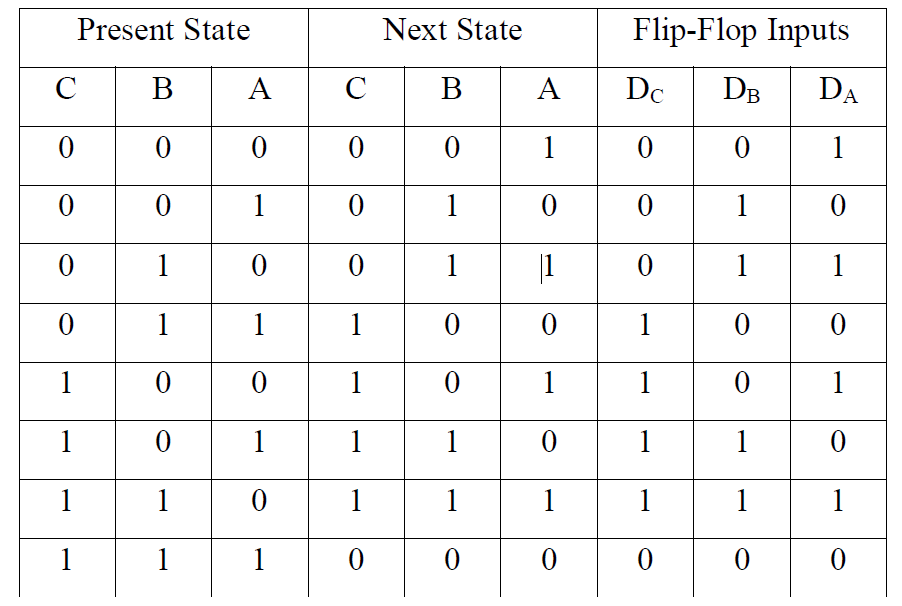 Present State Next State Flip-Flop Inputs
C B A C B A DC DB DA
0 0 0 0 0 1 0 0 1
0 0 1 0 1 0 0 1 0
0 1 0 0 1 1 0 1 1
0 1 1 1 0 0 1 0 0
1 0 0 1 0 1 1 0 1
1 0 1 1 1 0 1 1 0
1 1 0 1 1 1 1 1 1
1 1 1 0 0 0 0 0 0